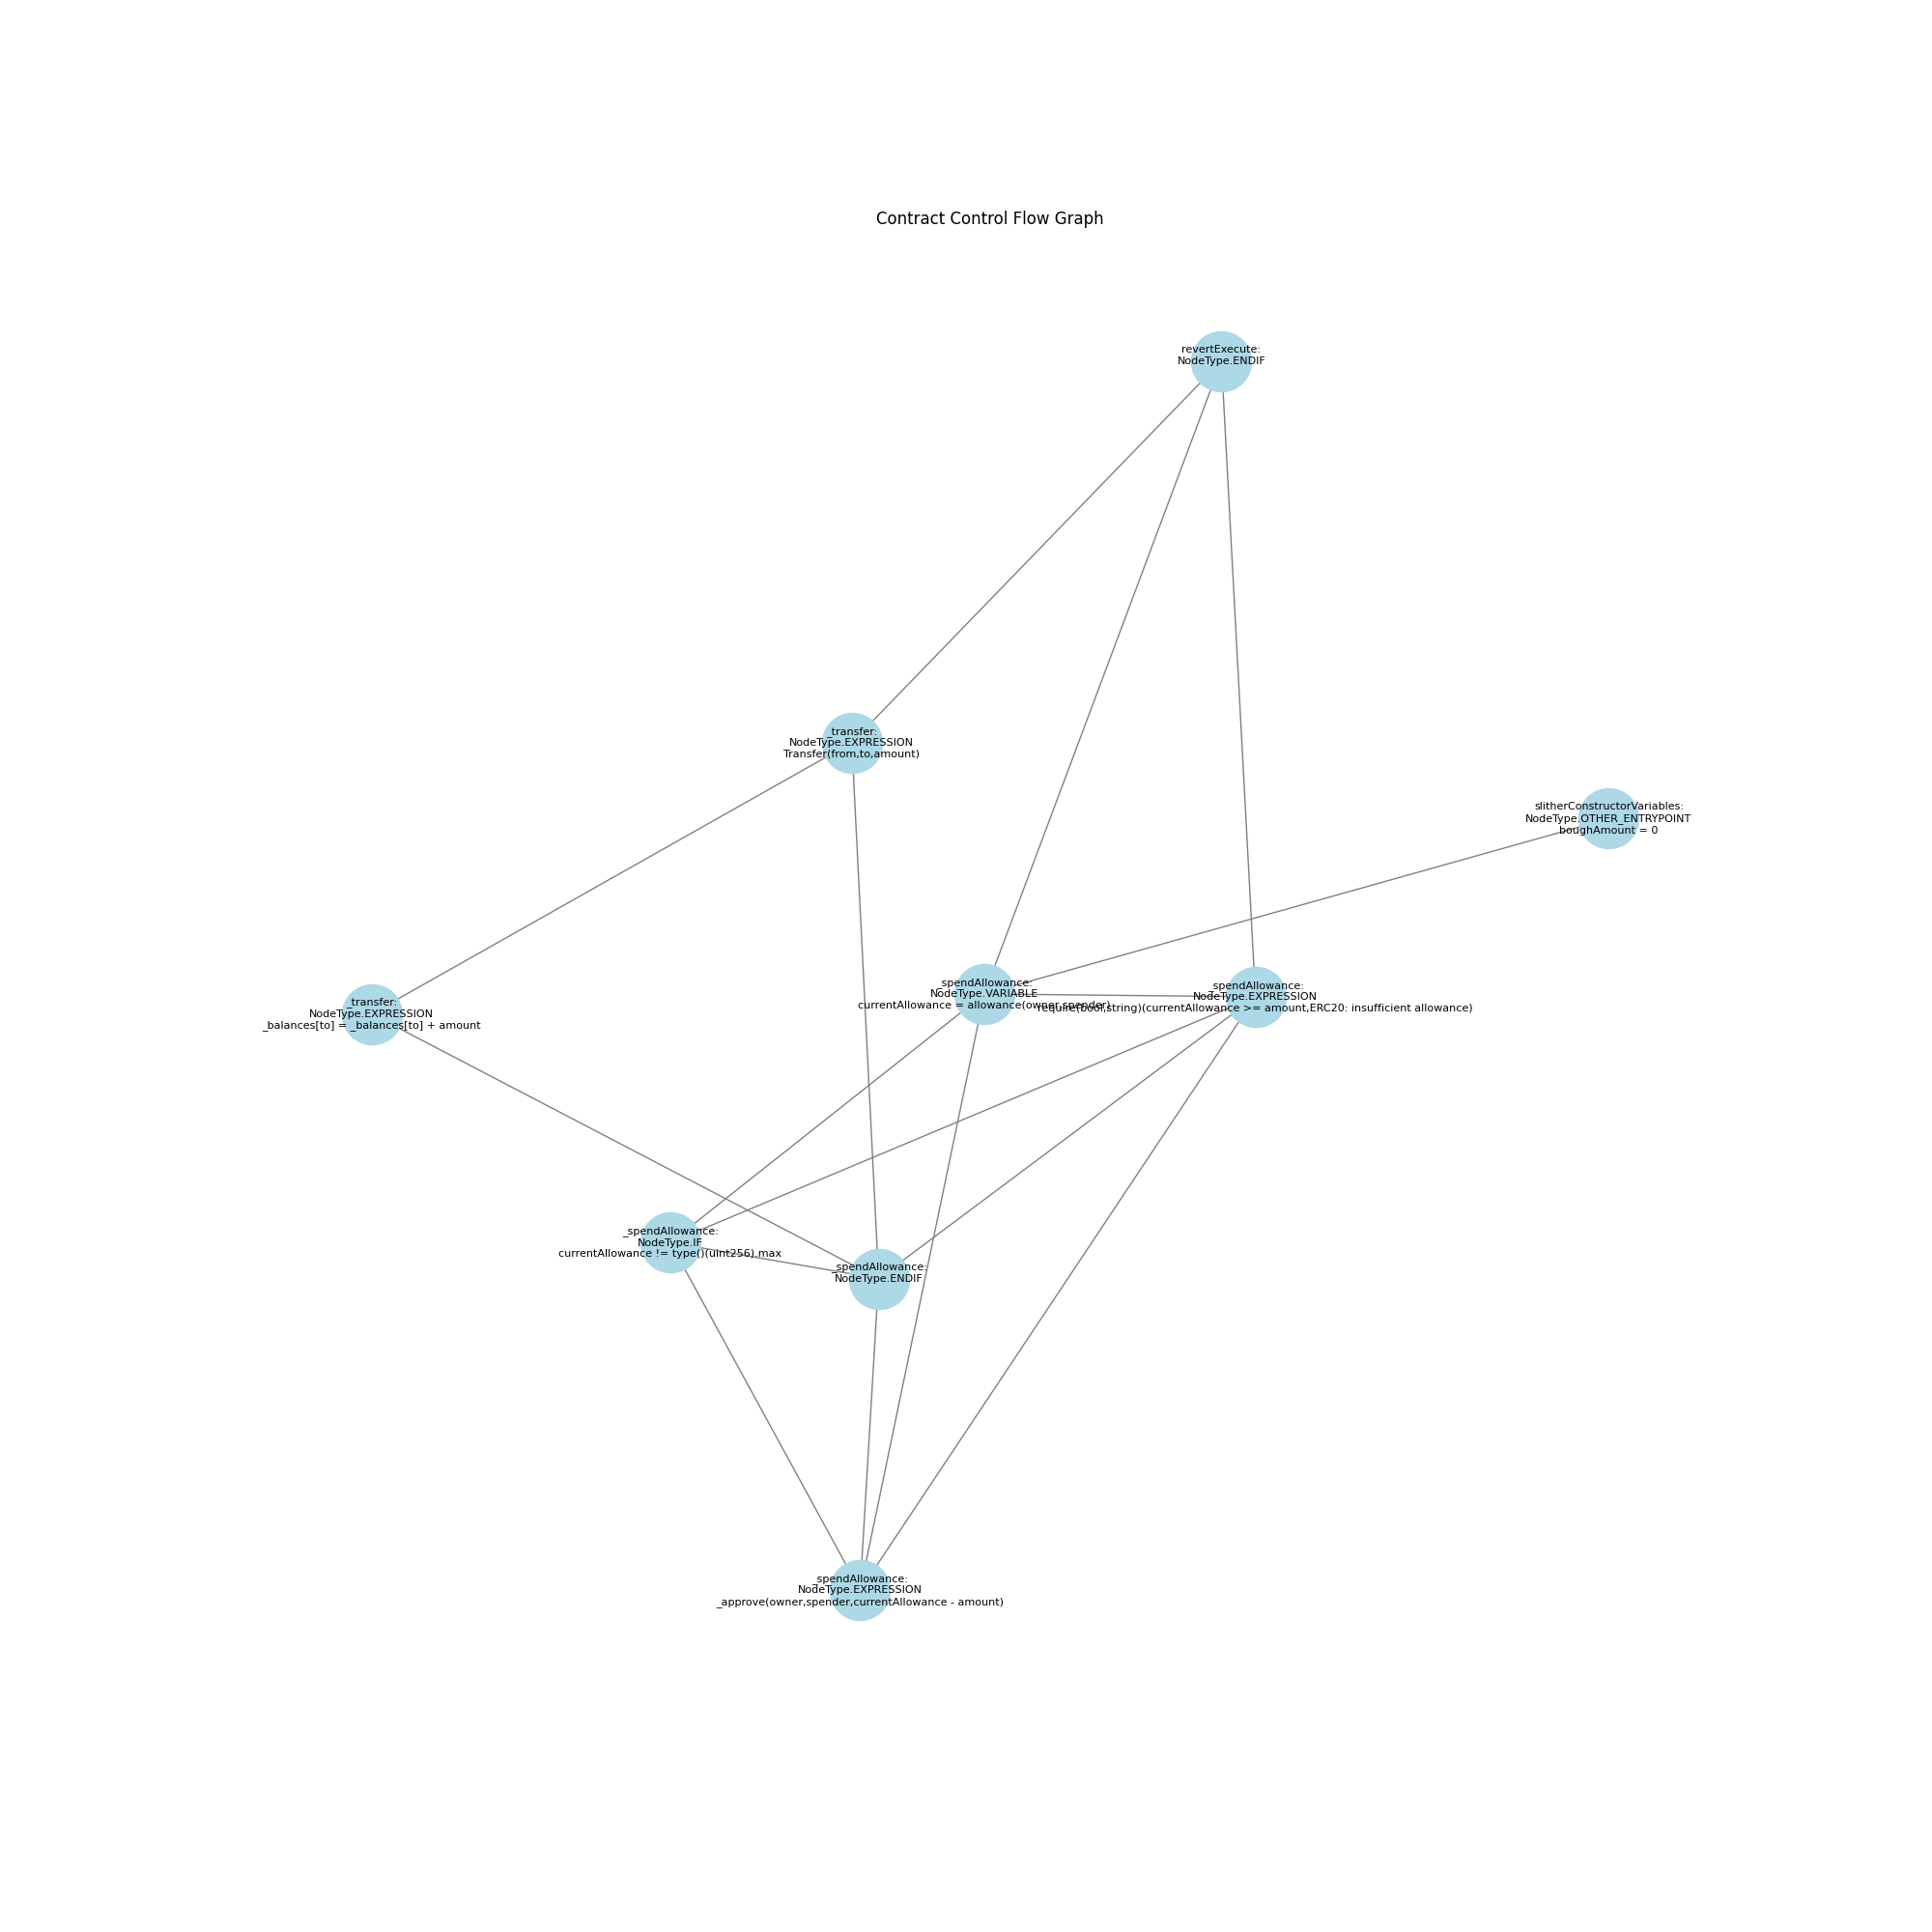 Contract Control Flow Graph
revertExecute:
NodeType.ENDIF
_transfer:
NodeType.EXPRESSION
Transfer(from,to,amount)
slitherConstructorVariables:
NodeType.OTHER_ENTRYPOINT
boughAmount = 0
_spendAllowance:
NodeType.VARIABLE
currentAllowance = allowance(owner,spender)
_spendAllowance:
NodeType.EXPRESSION
require(bool,string)(currentAllowance >= amount,ERC20: insufficient allowance)
_transfer:
NodeType.EXPRESSION
_balances[to] = _balances[to] + amount
_spendAllowance:
NodeType.IF
currentAllowance != type()(uint256).max
_spendAllowance:
NodeType.ENDIF
_spendAllowance:
NodeType.EXPRESSION
_approve(owner,spender,currentAllowance - amount)